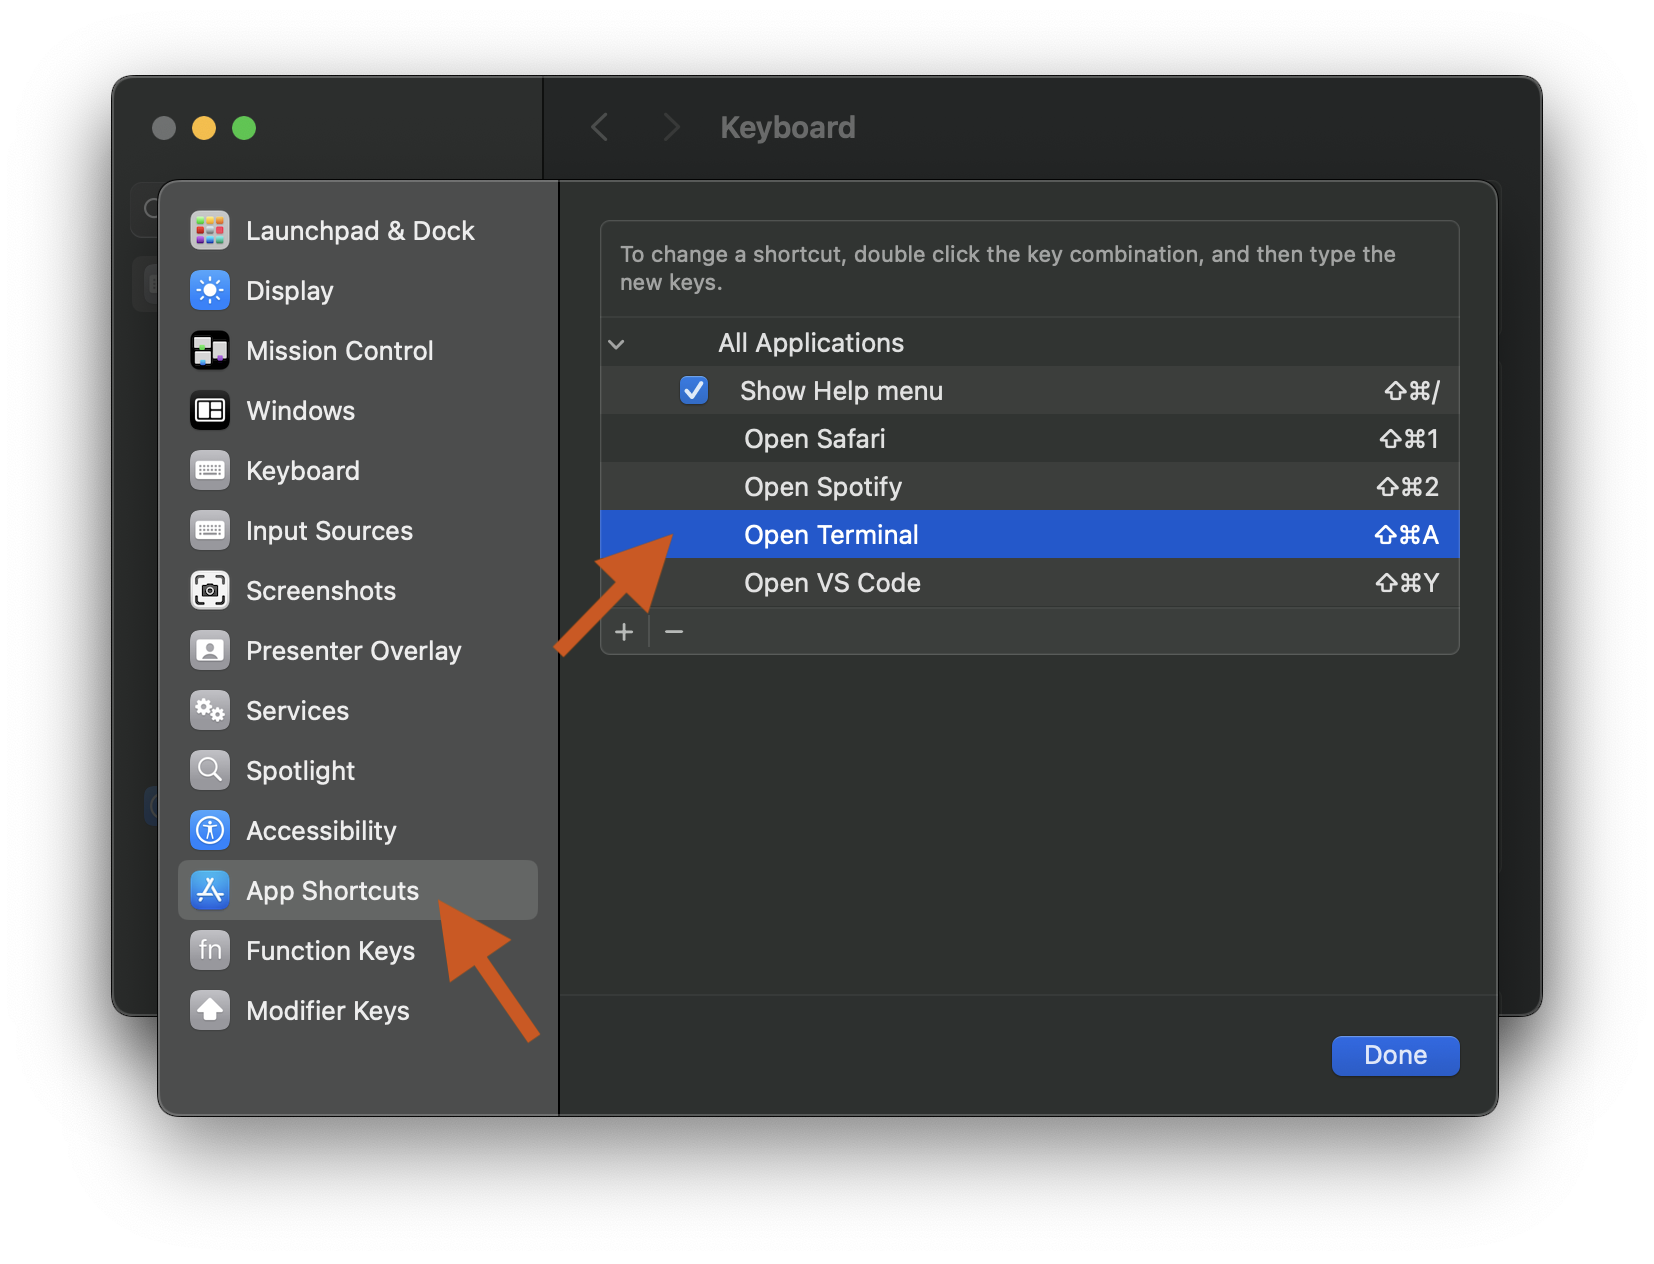 Keyboard
Launchpad & Dock
Display
Mission Control
Windows
Keyboard
Input Sources
Screenshots
Presenter Overlay
Services
Spotlight
Accessibility
App Shortcuts
fn Function Keys
Modifier Keys
To change a shortcut, double click the key combination, and then type the
new keys.
All Applications
Show Help menu ⇧⌘/
Open Safari ⇧⌘1
Open Spotify ⇧⌘2
Open Terminal ⇧⌘A
Open VS Code ⇧⌘Y
+ −
Done